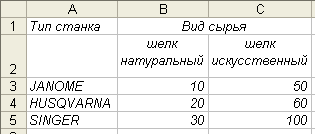 A B C
1 Тип станка Вид сырья
шелк шелк
2 натуральный искусственный
3 JANOME 10 50
4 HUSQVARNA 20 60
5 SINGER 30 100